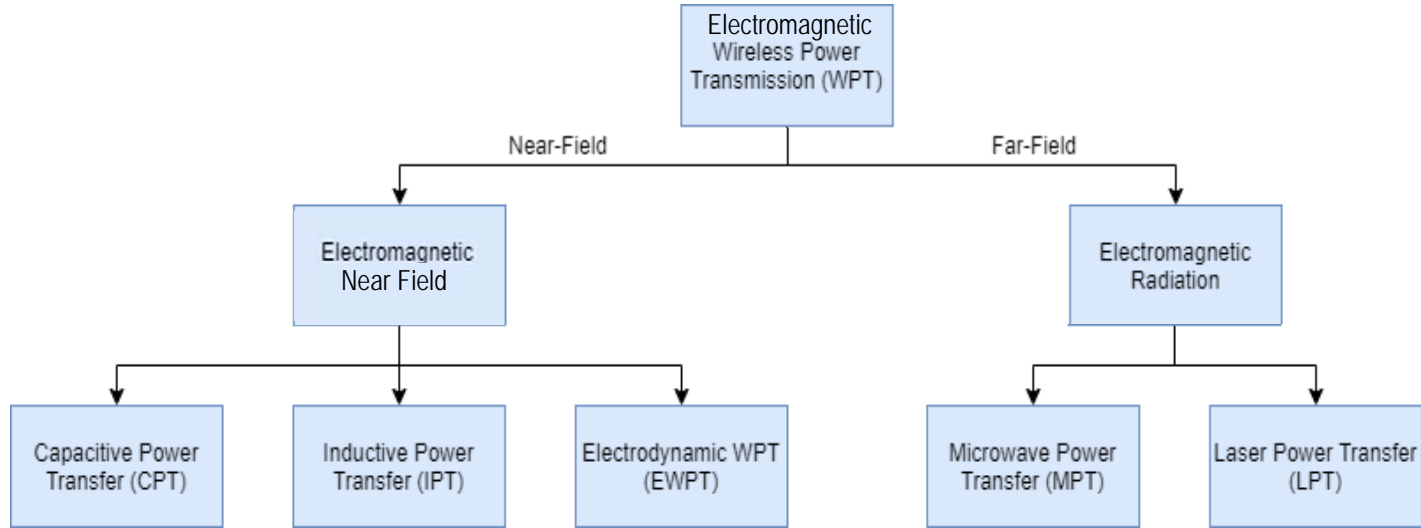 Electromagnetic
Wireless Power
Transmission (WPT)
Near-Field
Far-Field
Electromagnetic
Near Field
Electromagnetic
Radiation
Capacitive Power
Transfer (CPT)
Inductive Power
Transfer (IPT)
Electrodynamic WPT
(EWPT)
Microwave Power
Transfer (MPT)
Laser Power Transfer
(LPT)